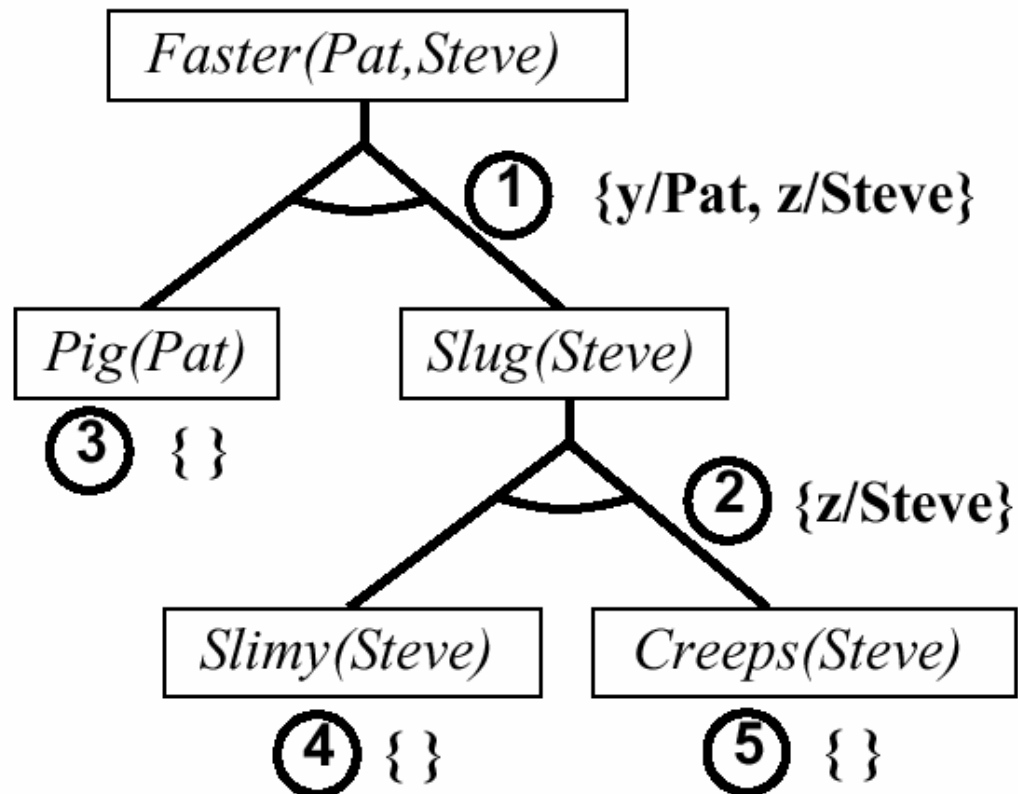 Faster(Pat,Steve)
1 {y/Pat, z/Steve}
Pig(Pat) Slug(Steve)
3 { }
2 {z/Steve}
Slimy(Steve) Creeps(Steve)
4 { } 5 { }